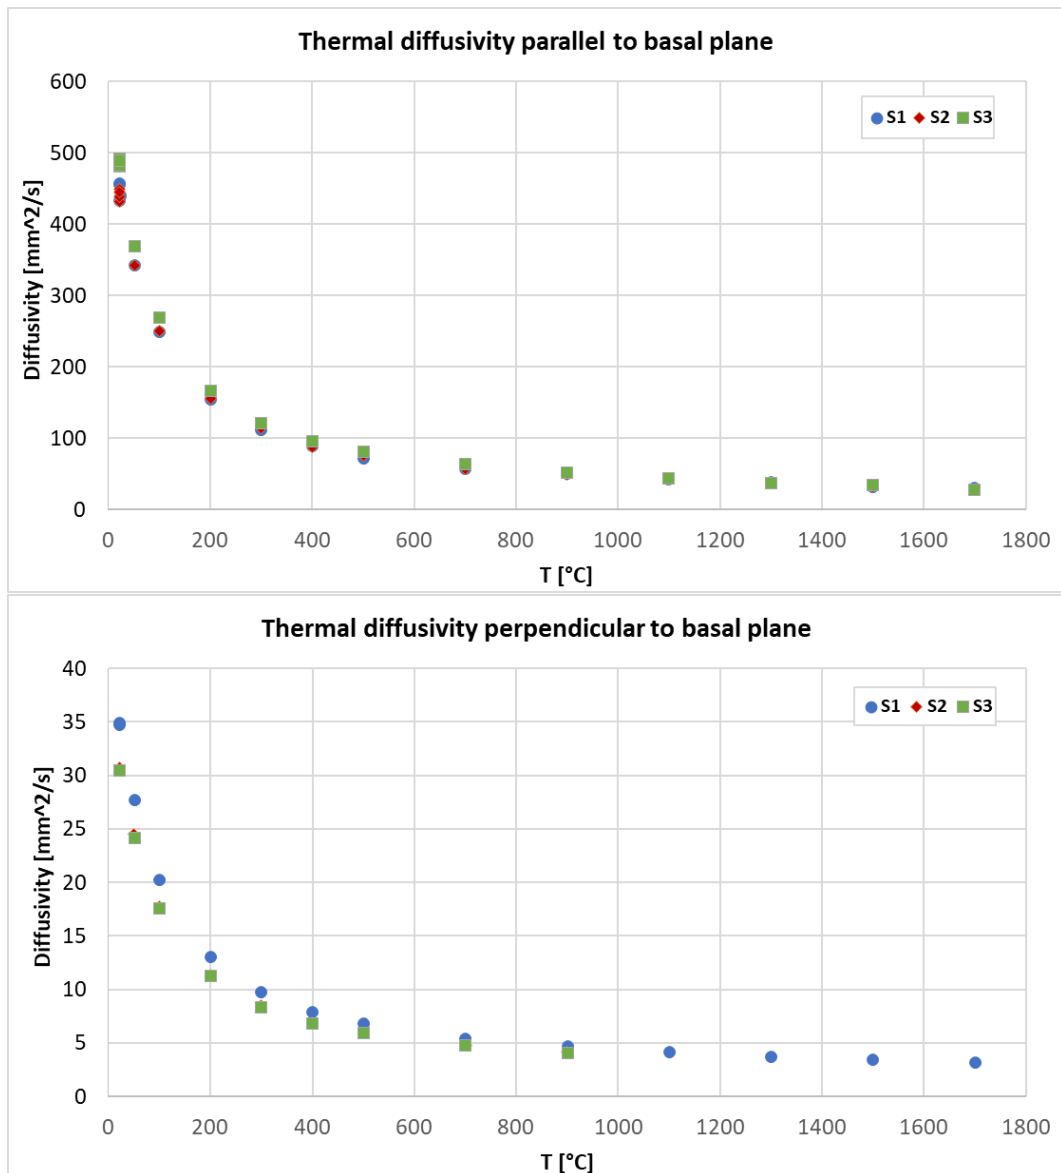 Thermal diffusivity parallel to basal plane
600
500
400
300
200
100
0
Diffusivity [mm^2/s]
S1 S2 S3
0 200 400 600 800 1000 1200 1400 1600 1800
T [°C]
Thermal diffusivity perpendicular to basal plane
40
35
30
25
20
15
10
5
0
Diffusivity [mm^2/s]
S1 S2 S3
0 200 400 600 800 1000 1200 1400 1600 1800
T [°C]